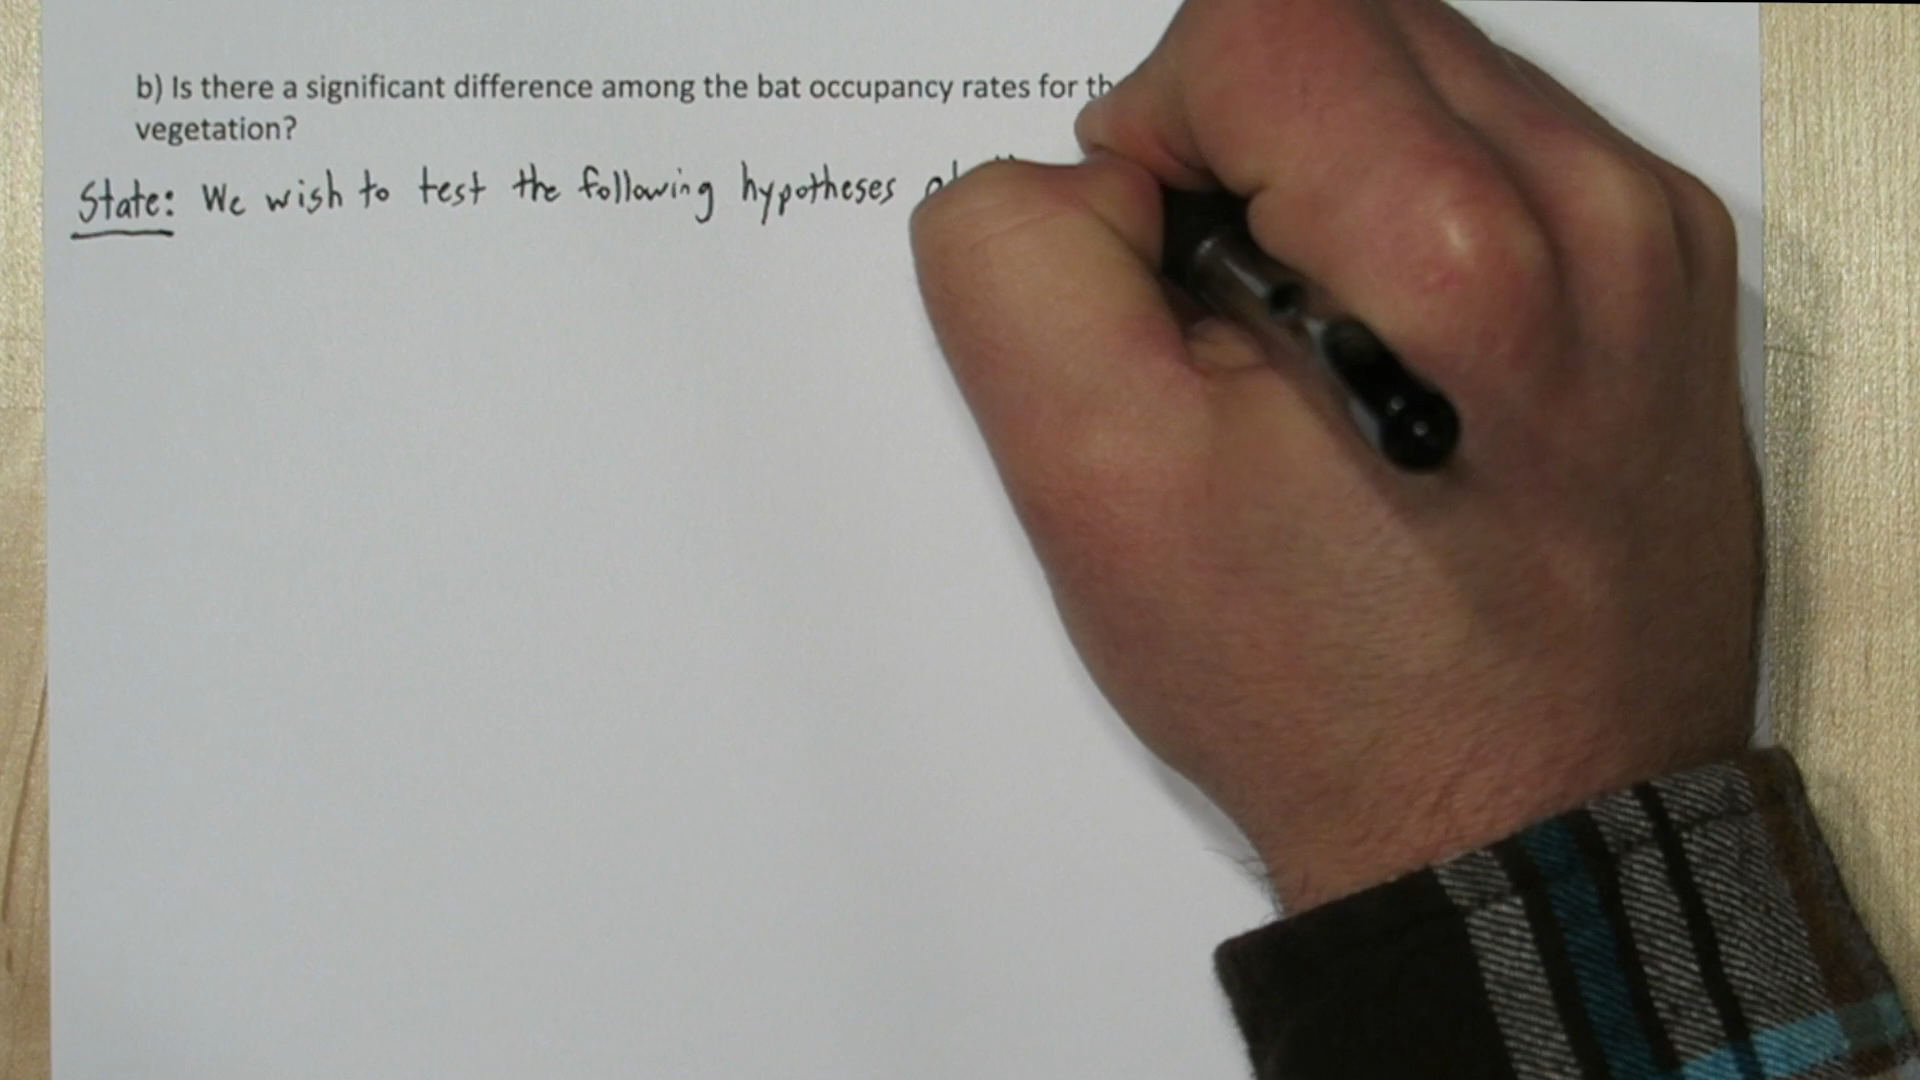 b) Is there a significant difference among the bat occupancy rates for
vegetation?
State: We wish to test the following hypotheses